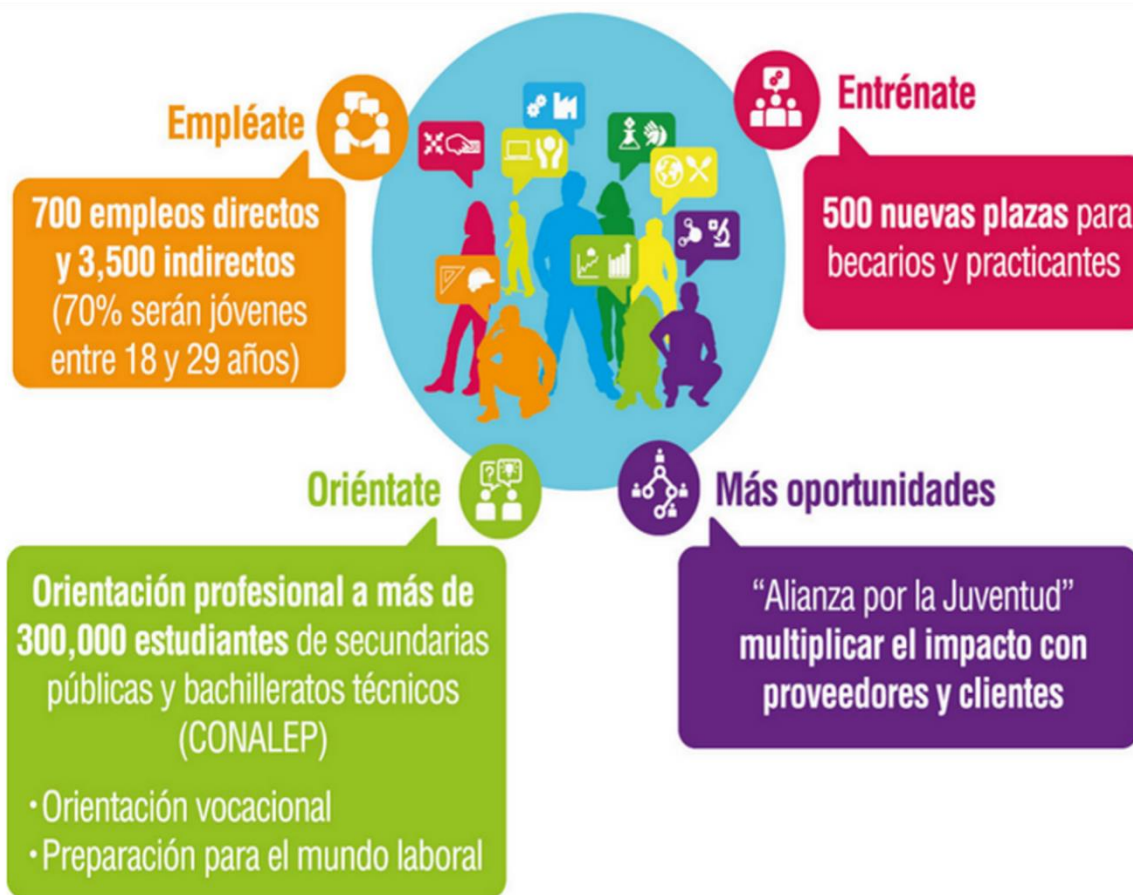 Empléate
700 empleos directos
y 3,500 indirectos
(70% serán jóvenes
entre 18 y 29 años)
Entrénate
500 nuevas plazas para
becarios y practicantes
Oriéntate
Orientación profesional a más de
300,000 estudiantes de secundarias
públicas y bachilleratos técnicos
(CONALEP)
• Orientación vocacional
• Preparación para el mundo laboral
Más oportunidades
“Alianza por la Juventud”
multiplicar el impacto con
proveedores y clientes